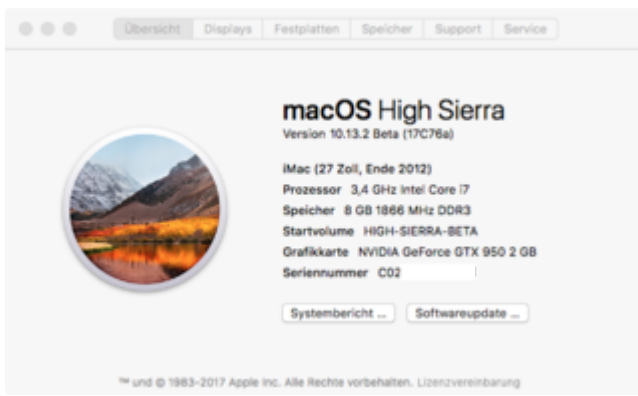 Übersicht Displays Festplatten Speicher Support Service
macOS High Sierra
Version 10.13.2 Beta (17C76a)
iMac (27 Zoll, Ende 2012)
Prozessor 3,4 GHz Intel Core i7
Speicher 8 GB 1866 MHz DDR3
Startvolume HIGH-SIERRA-BETA
Grafikkarte NVIDIA GeForce GTX 950 2 GB
Seriennummer C02
Systembericht ... Softwareupdate ...
™ und © 1983-2017 Apple Inc. Alle Rechte vorbehalten. Lizenzvereinbarung